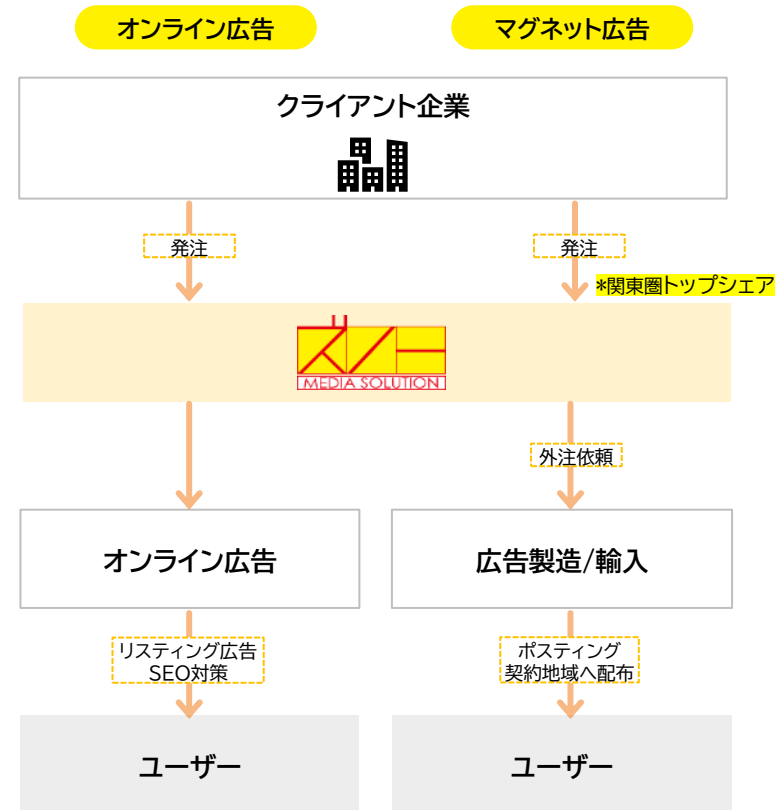 オンライン広告
マグネット広告
クライアント企業
発注
発注
*関東圏トップシェア
ズノー
MEDIA SOLUTION
外注依頼
オンライン広告
広告製造/輸入
リスティング広告
SEO対策
ポスティング
契約地域へ配布
ユーザー
ユーザー